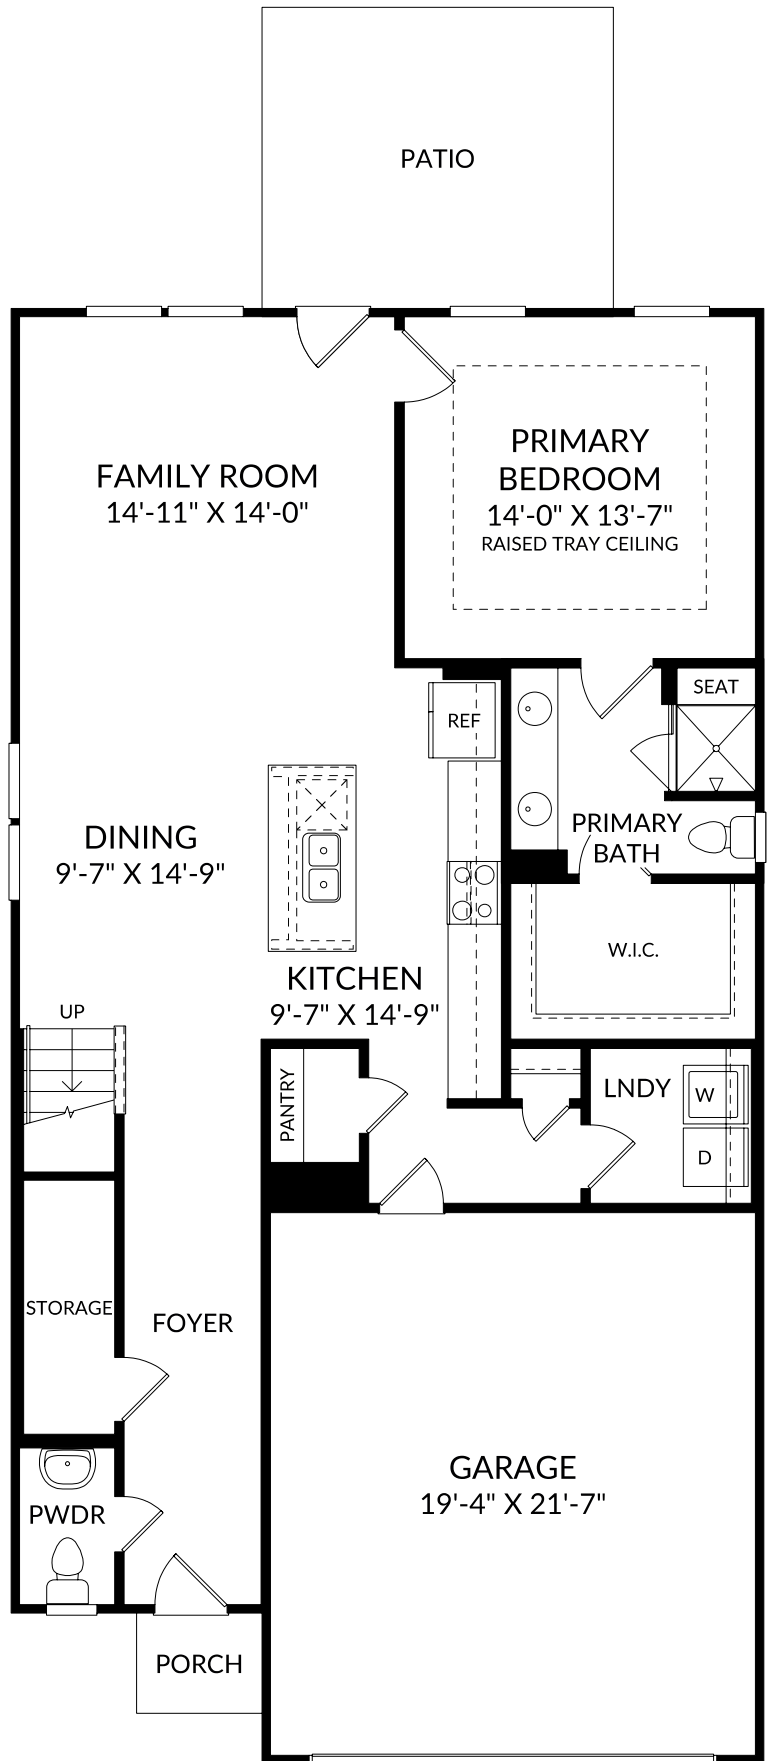 PATIO
FAMILY ROOM
14'-11" X 14'-0"
PRIMARY
BEDROOM
14'-0" X 13'-7"
RAISED TRAY CEILING
SEAT
REF
DINING
9'-7" X 14'-9"
PRIMARY
BATH
W.I.C.
KITCHEN
9'-7" X 14'-9"
UP
PANTRY
LNDY
W
D
STORAGE
FOYER
GARAGE
19'-4" X 21'-7"
PWDR
PORCH